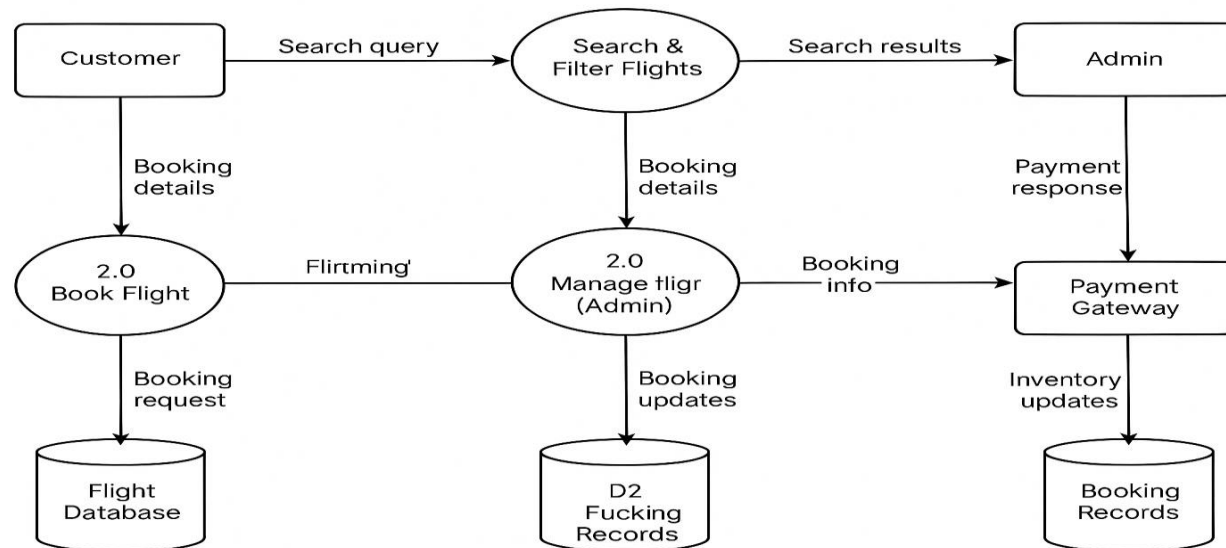 Customer
Search query
Search &
Filter Flights
Search results
Admin
Booking
details
Booking
details
Payment
response
2.0
Book Flight
Flirtming'
2.0
Manage
(Admin)
Booking
info
Payment
Gateway
Booking
request
Booking
updates
Inventory
updates
Flight
Database
D2
Fucking
Records
Booking
Records